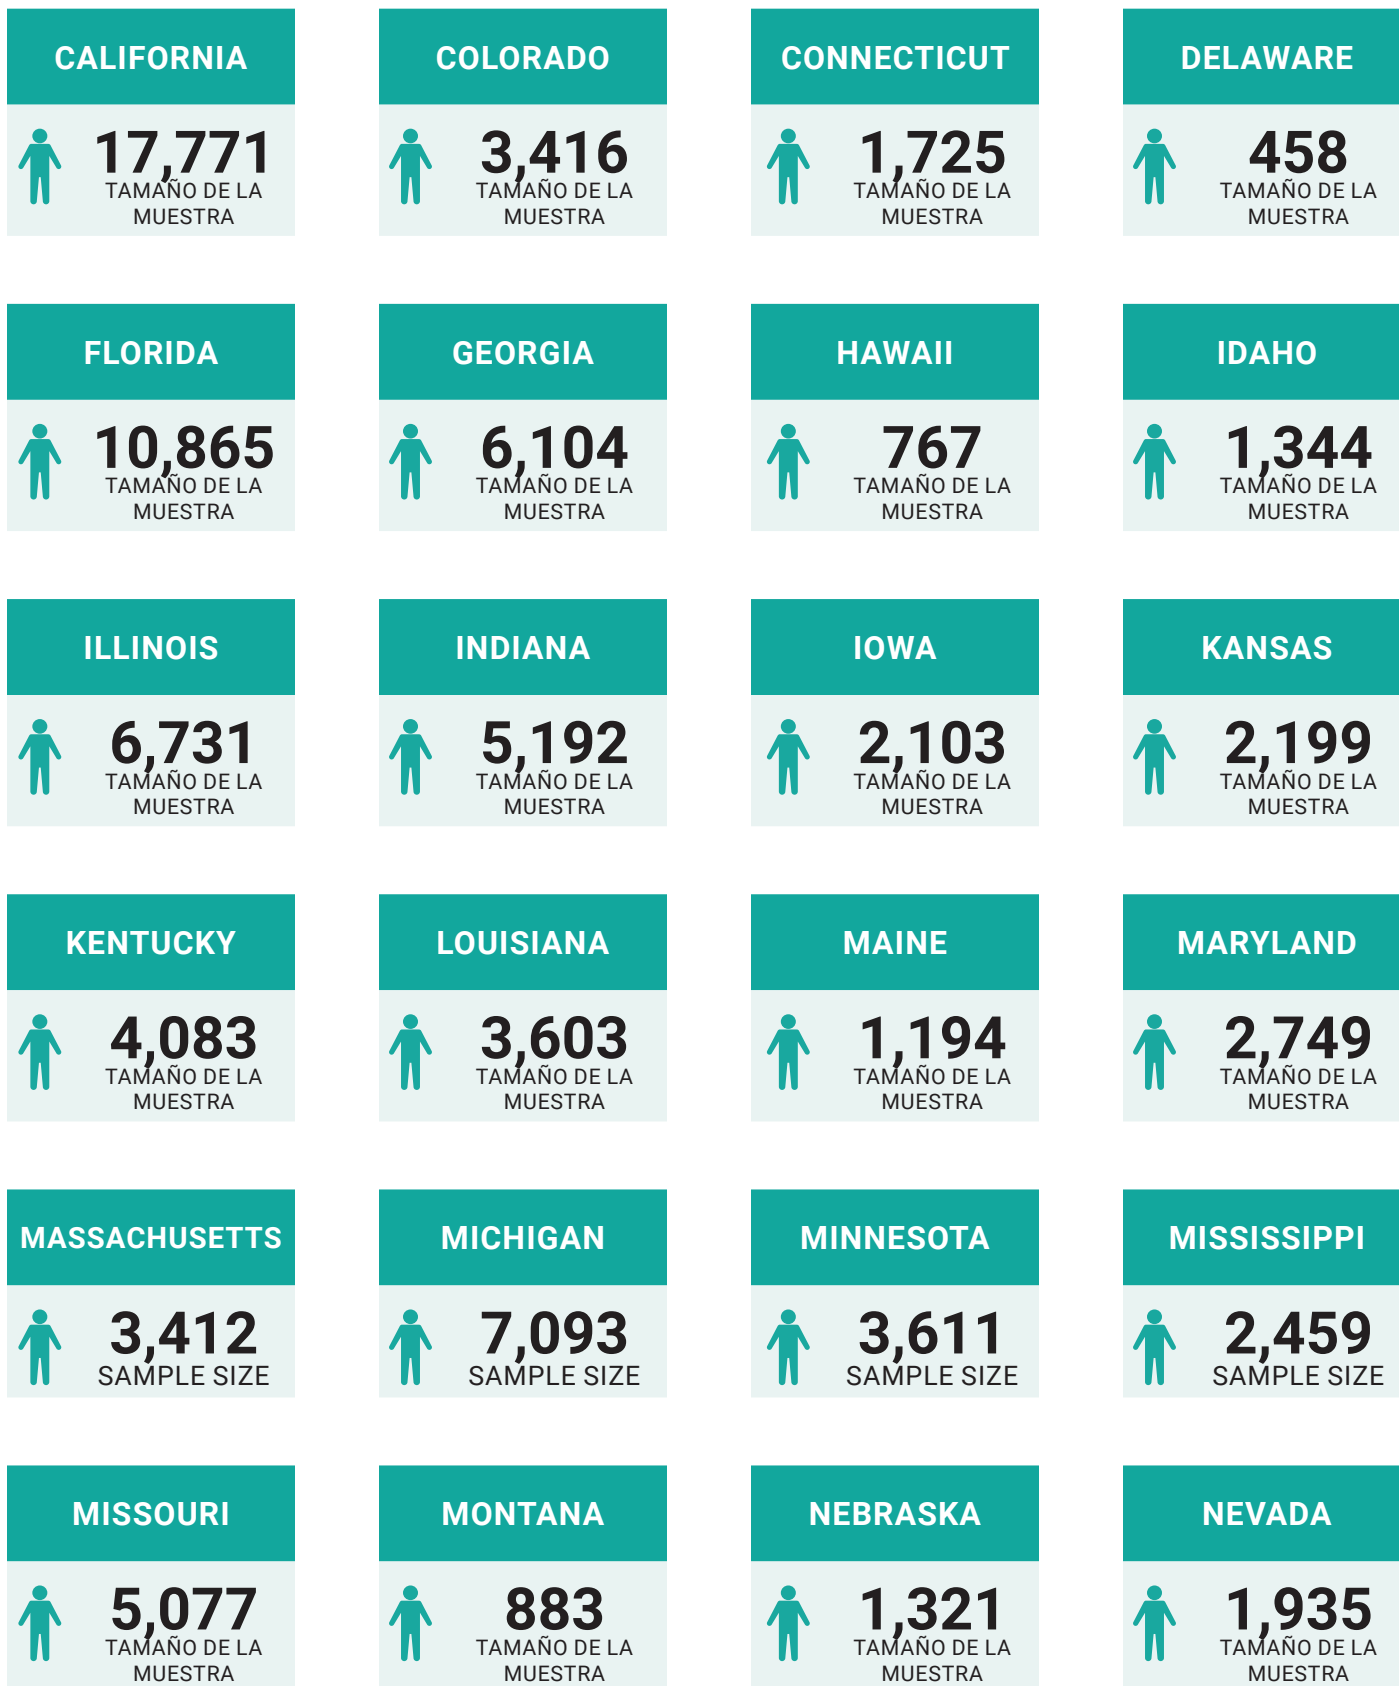 CALIFORNIA
17,771
TAMAÑO DE LA
MUESTRA
COLORADO
3,416
TAMAÑO DE LA
MUESTRA
CONNECTICUT
1,725
TAMAÑO DE LA
MUESTRA
DELAWARE
458
TAMAÑO DE LA
MUESTRA
FLORIDA
10,865
TAMAÑO DE LA
MUESTRA
GEORGIA
6,104
TAMAÑO DE LA
MUESTRA
HAWAII
767
TAMAÑO DE LA
MUESTRA
IDAHO
1,344
TAMAÑO DE LA
MUESTRA
ILLINOIS
6,731
TAMAÑO DE LA
MUESTRA
INDIANA
5,192
TAMAÑO DE LA
MUESTRA
IOWA
2,103
TAMAÑO DE LA
MUESTRA
KANSAS
2,199
TAMAÑO DE LA
MUESTRA
KENTUCKY
4,083
TAMAÑO DE LA
MUESTRA
LOUISIANA
3,603
TAMAÑO DE LA
MUESTRA
MAINE
1,194
TAMAÑO DE LA
MUESTRA
MARYLAND
2,749
TAMAÑO DE LA
MUESTRA
MASSACHUSETTS
3,412
SAMPLE SIZE
MICHIGAN
7,093
SAMPLE SIZE
MINNESOTA
3,611
SAMPLE SIZE
MISSISSIPPI
2,459
SAMPLE SIZE
MISSOURI
5,077
TAMAÑO DE LA
MUESTRA
MONTANA
883
TAMAÑO DE LA
MUESTRA
NEBRASKA
1,321
TAMAÑO DE LA
MUESTRA
NEVADA
1,935
TAMAÑO DE LA
MUESTRA